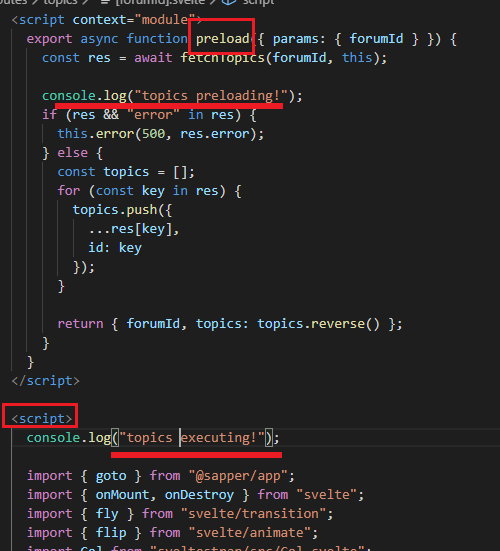 outes > topics > [forumId].svelte > script
<script context="module">
export async function preload({ params: { forumId } }) {
const res = await fetchTopics(forumId, this);
console.log("topics preloading!");
if (res && "error" in res) {
this.error(500, res.error);
} else {
const topics = [];
for (const key in res) {
topics.push({
...res[key],
id: key
});
}
return { forumId, topics: topics.reverse() };
}
}
</script>
<script>
console.log("topics executing!");
import { goto } from "@sapper/app";
import { onMount, onDestroy } from "svelte";
import { fly } from "svelte/transition";
import { flip } from "svelte/animate";
import Col from "sveltestrap/src/Col.svelte";